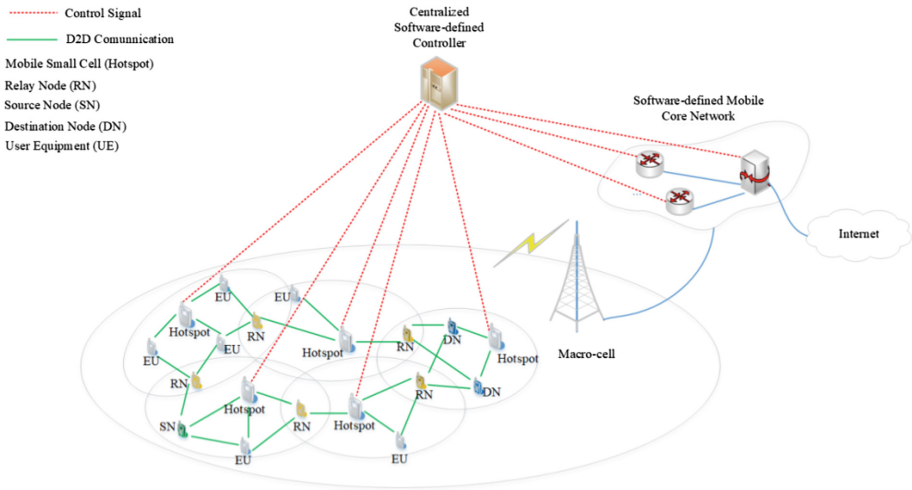 Control Signal
D2D Comunnication
Mobile Small Cell (Hotspot)
Relay Node (RN)
Source Node (SN)
Destination Node (DN)
User Equipment (UE)
Centralized
Software-defined
Controller
Software-defined Mobile
Core Network
Internet
Macro-cell
EU
EU
Hotspot
RN
EU
EU
Hotspot
RN
DN
Hotspot
RN
Hotspot
RN
DN
SN
RN
Hotspot
EU
EU